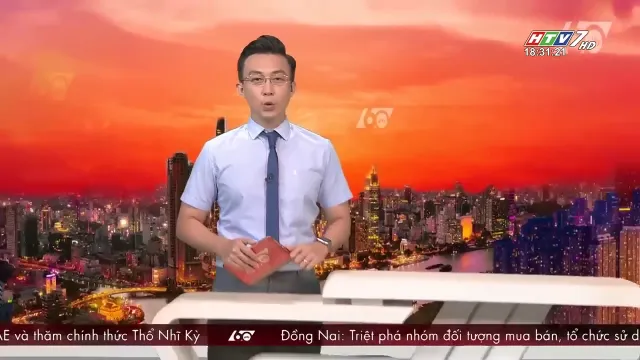 HTV7 HD
18:31:21
60
60
AE và thăm chính thức Thổ Nhĩ Kỳ 60 Đồng Nai: Triệt phá nhóm đối tượng mua bán, tổ chức sử d